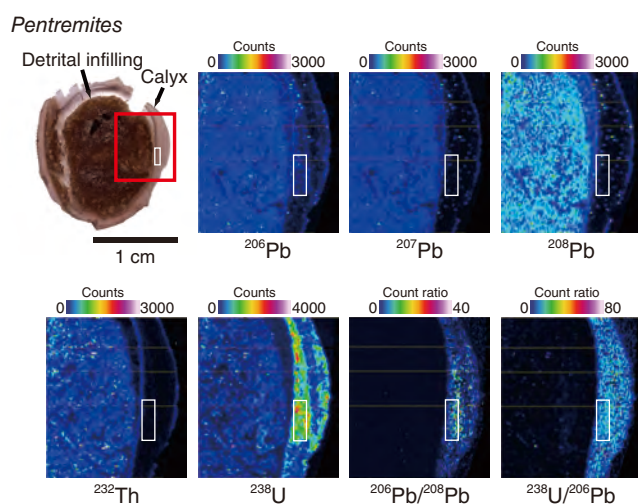 Pentremites
Detrital infilling
Calyx
1 cm
Counts
0 3000
²⁰⁶Pb
Counts
0 3000
²⁰⁷Pb
Counts
0 3000
²⁰⁸Pb
Counts
0 3000
²³²Th
Counts
0 4000
²³⁸U
Count ratio
0 40
²⁰⁶Pb/²⁰⁸Pb
Count ratio
0 80
²³⁸U/²⁰⁶Pb